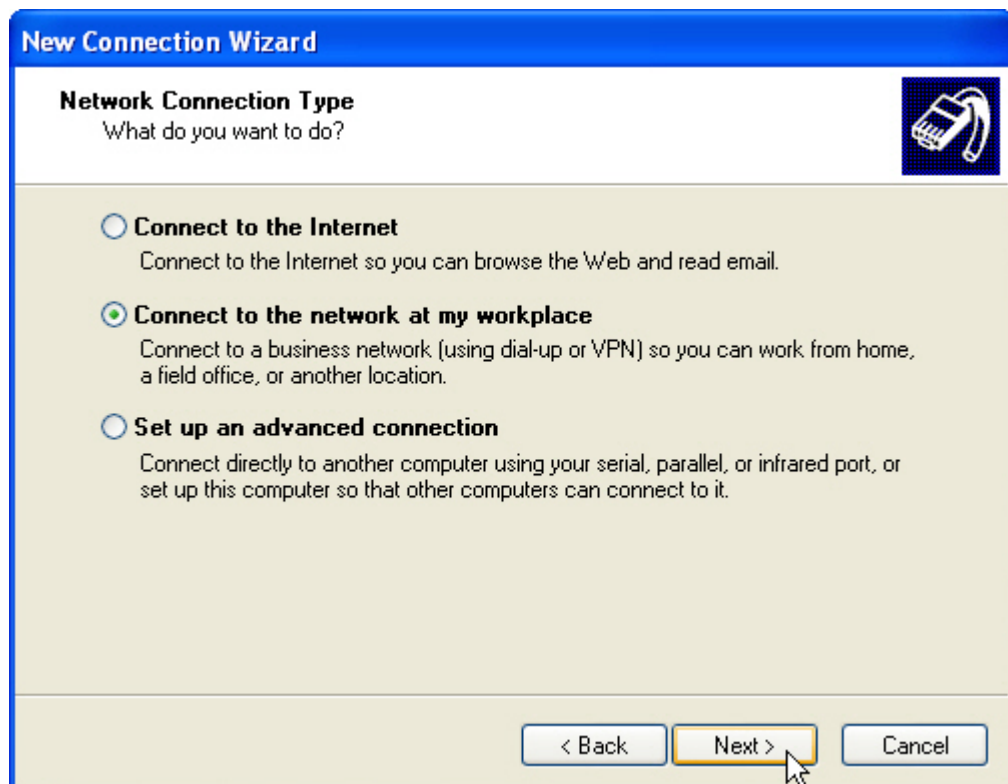 New Connection Wizard
Network Connection Type
What do you want to do?
Connect to the Internet
Connect to the Internet so you can browse the Web and read email.
Connect to the network at my workplace
Connect to a business network (using dial-up or VPN) so you can work from home,
a field office, or another location.
Set up an advanced connection
Connect directly to another computer using your serial, parallel, or infrared port, or
set up this computer so that other computers can connect to it.
< Back Next > Cancel